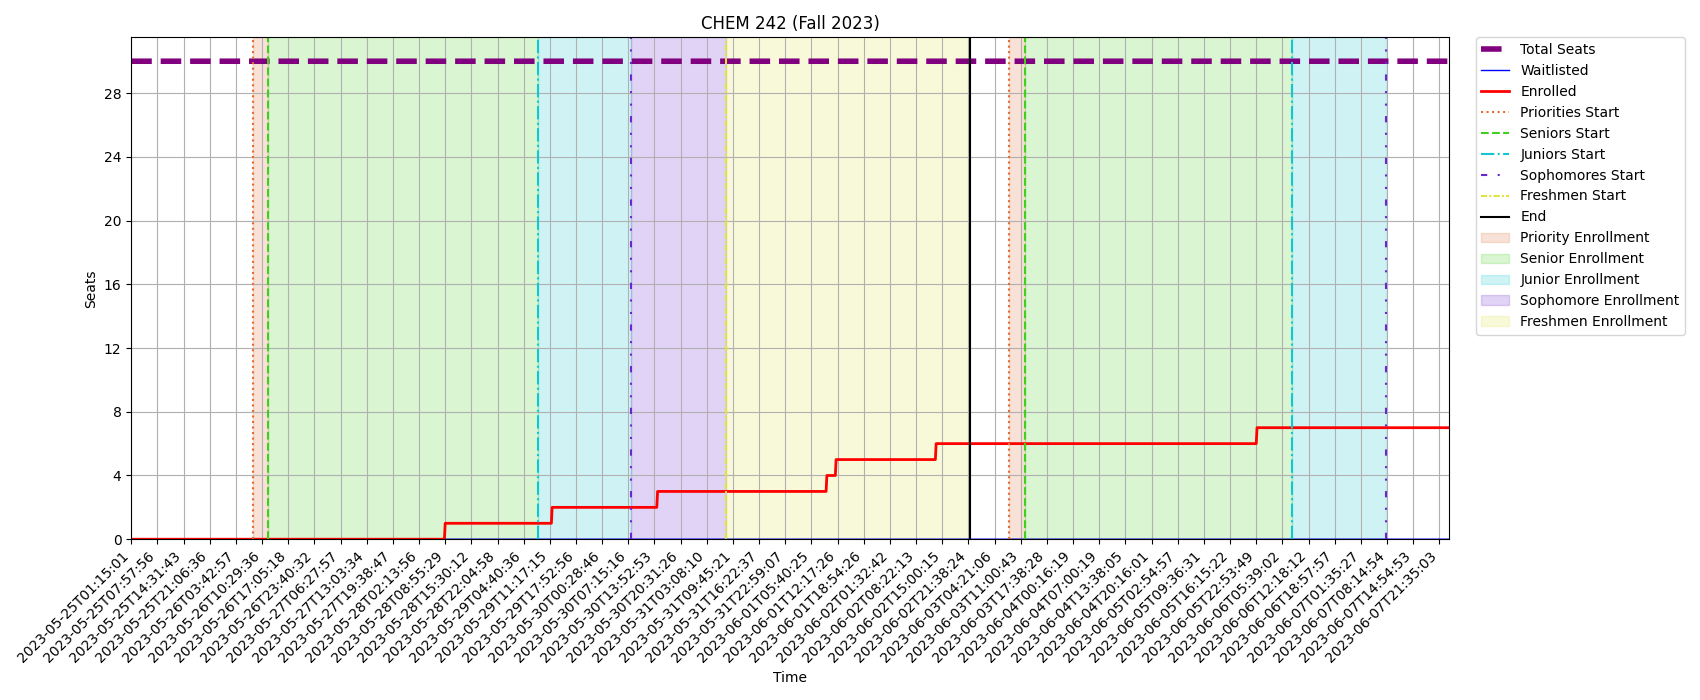 CHEM 242 (Fall 2023)
Seats
28
24
20
16
12
8
4
0
2023-05-25T01:15:01
2023-05-25T07:57:56
2023-05-25T14:31:43
2023-05-25T21:06:36
2023-05-26T03:42:57
2023-05-26T10:29:36
2023-05-26T17:05:18
2023-05-26T23:40:32
2023-05-27T06:27:57
2023-05-27T13:03:34
2023-05-27T19:38:47
2023-05-28T02:13:56
2023-05-28T08:55:29
2023-05-28T15:30:12
2023-05-28T22:04:58
2023-05-29T04:40:36
2023-05-29T11:17:15
2023-05-29T17:52:56
2023-05-30T00:28:46
2023-05-30T07:15:16
2023-05-30T13:52:53
2023-05-30T20:31:26
2023-05-31T03:08:10
2023-05-31T09:45:21
2023-05-31T16:22:37
2023-05-31T22:59:07
2023-06-01T05:40:25
2023-06-01T12:17:26
2023-06-01T18:54:26
2023-06-02T01:32:42
2023-06-02T08:22:13
2023-06-02T15:00:15
2023-06-02T21:38:24
2023-06-03T04:21:06
2023-06-03T11:00:43
2023-06-03T17:38:28
2023-06-04T00:16:19
2023-06-04T07:00:19
2023-06-04T13:38:05
2023-06-04T20:16:01
2023-06-05T02:54:57
2023-06-05T09:36:31
2023-06-05T16:15:22
2023-06-05T22:53:49
2023-06-06T05:39:02
2023-06-06T12:18:12
2023-06-06T18:57:57
2023-06-07T01:35:27
2023-06-07T08:14:54
2023-06-07T14:54:53
2023-06-07T21:35:03
Time
Total Seats
Waitlisted
Enrolled
Priorities Start
Seniors Start
Juniors Start
Sophomores Start
Freshmen Start
End
Priority Enrollment
Senior Enrollment
Junior Enrollment
Sophomore Enrollment
Freshmen Enrollment